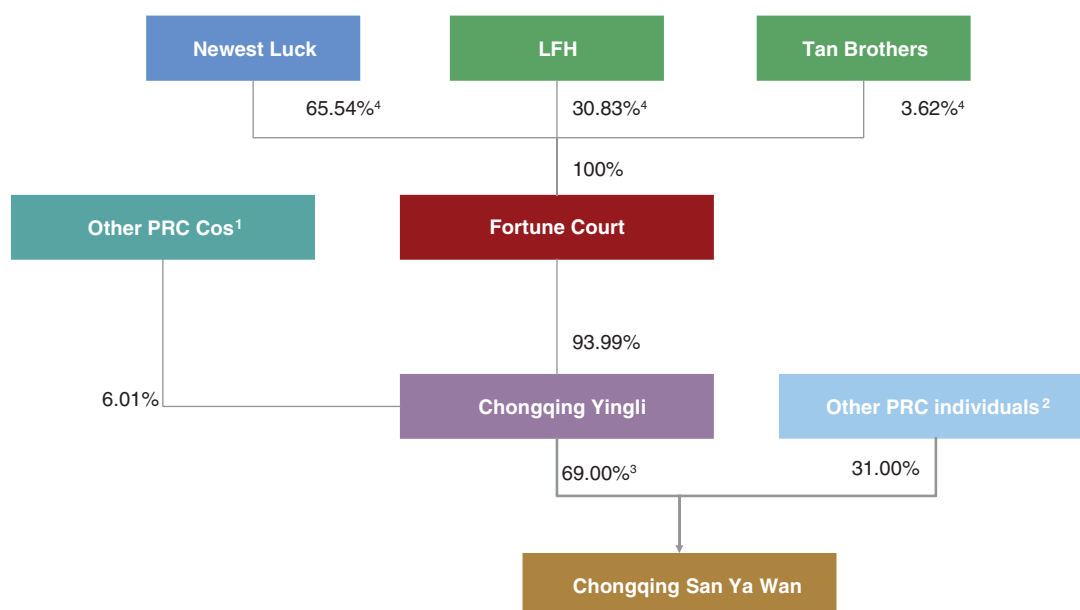 Newest Luck
LFH
Tan Brothers
65.54%⁴
30.83%⁴
3.62%⁴
100%
Other PRC Cos¹
Fortune Court
93.99%
6.01%
Chongqing Yingli
Other PRC individuals²
69.00%³
31.00%
Chongqing San Ya Wan